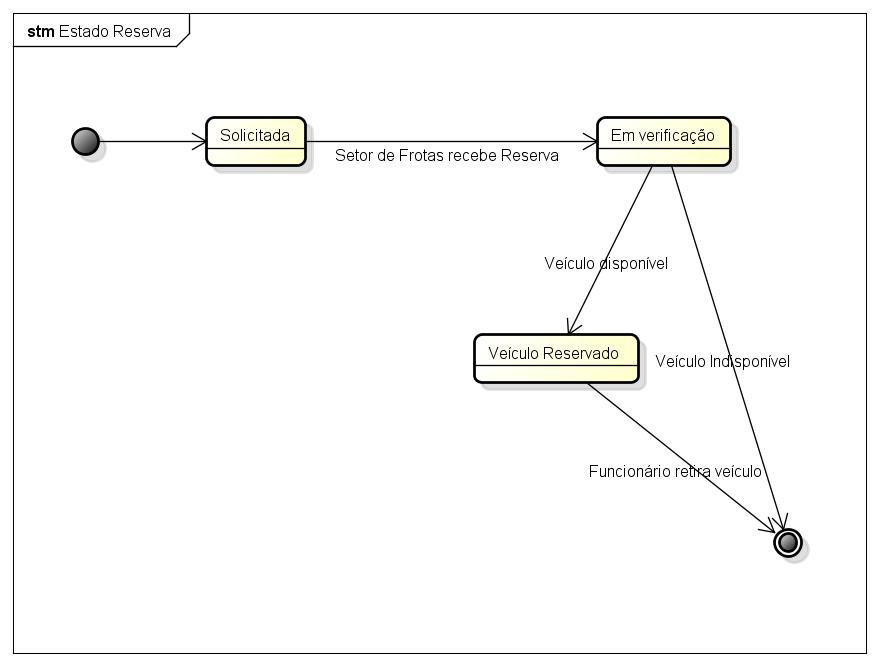 stm Estado Reserva
Solicitada
Em verificação
Setor de Frotas recebe Reserva
Veículo disponível
Veículo Reservado
Veículo Indisponível
Funcionário retira veículo